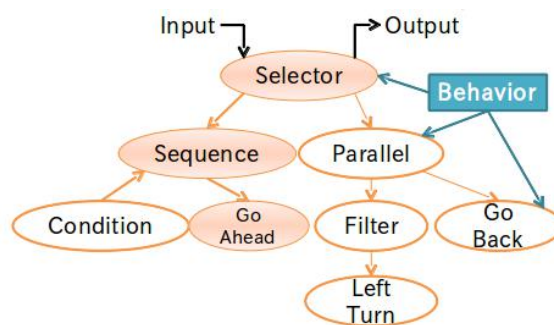 Input
Output
Selector
Behavior
Sequence
Parallel
Condition
Go
Ahead
Filter
Go
Back
Left
Turn